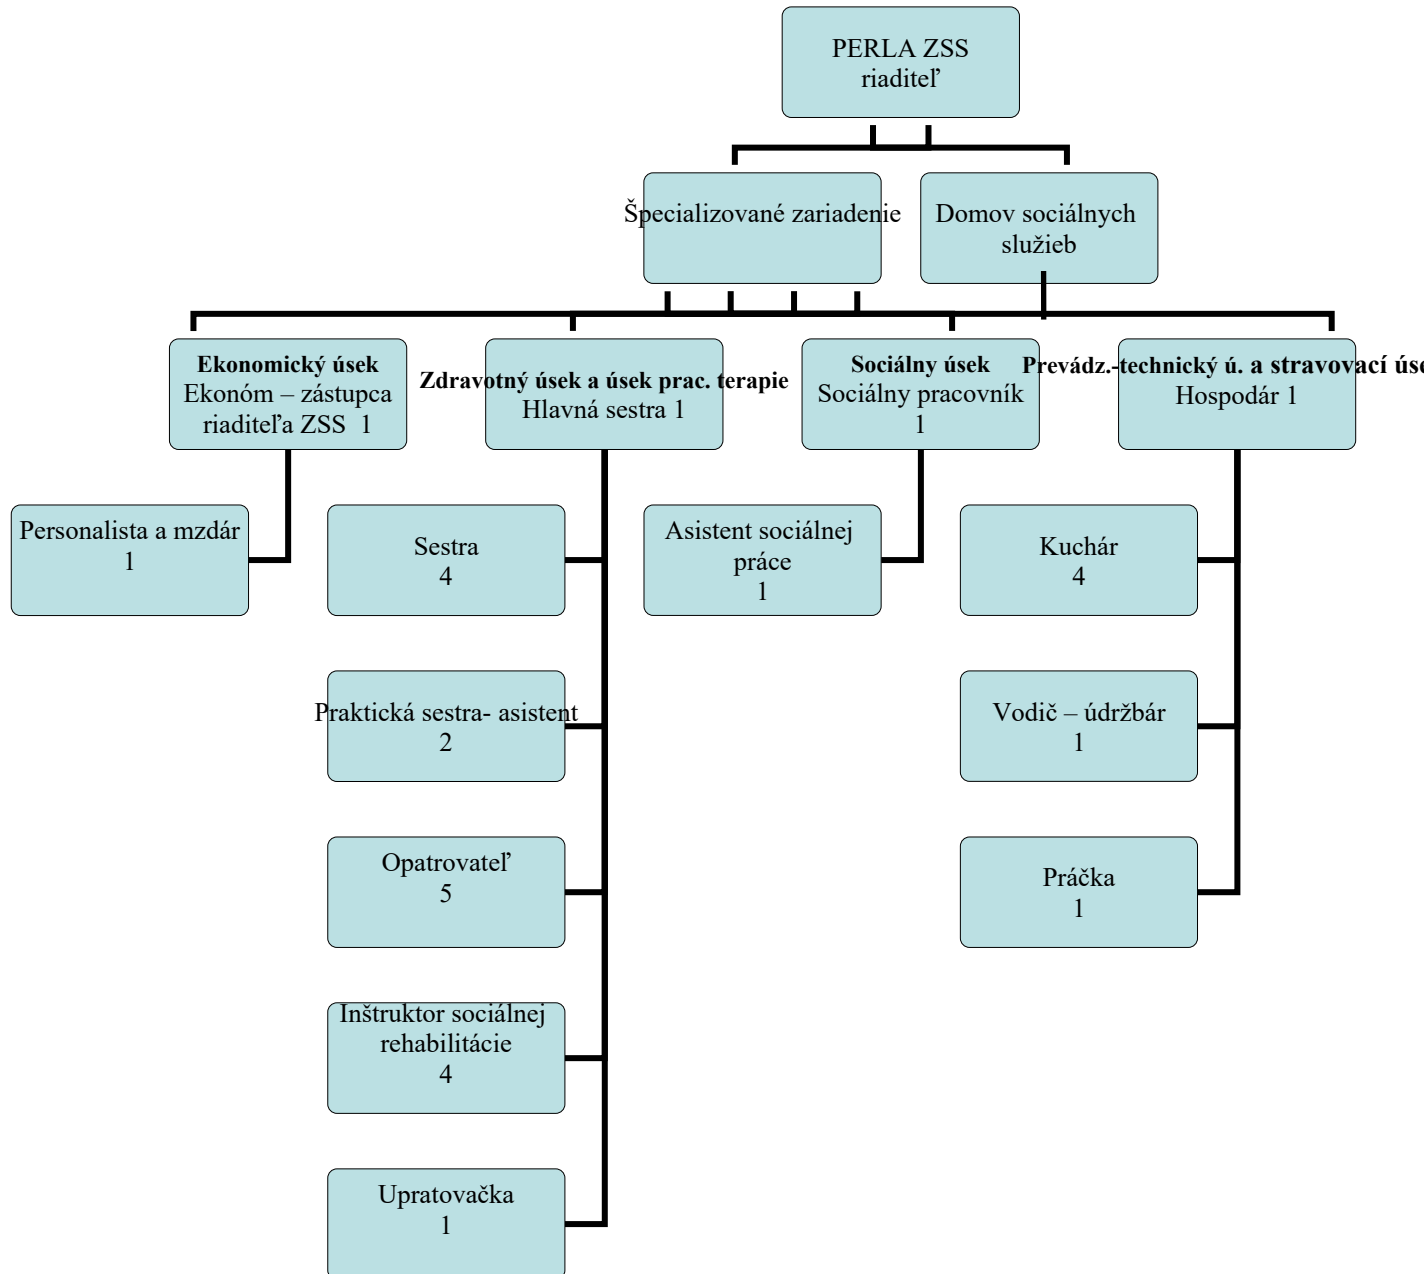 PERLA ZSS
riaditeľ
Špecializované zariadenie
Domov sociálnych
služieb
Ekonomický úsek
Ekonóm – zástupca
riaditeľa ZSS 1
Zdravotný úsek a úsek prac. terapie
Hlavná sestra 1
Sociálny úsek
Sociálny pracovník
1
Prevádz.-technický ú. a stravovací
Hospodár 1
Personalista a mzdár
1
Sestra
4
Asistent sociálnej
práce
1
Kuchár
4
Praktická sestra- asistent
2
Vodič – údržbár
1
Opatrovateľ
5
Práčka
1
Inštruktor sociálnej
rehabilitácie
4
Upratovačka
1